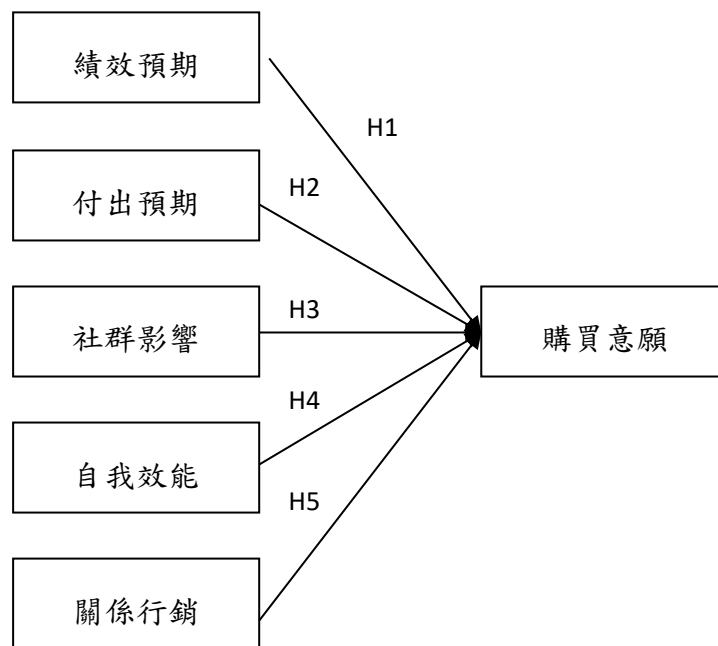 績效預期
H1
付出預期
H2
社群影響
H3
購買意願
H4
自我效能
H5
關係行銷